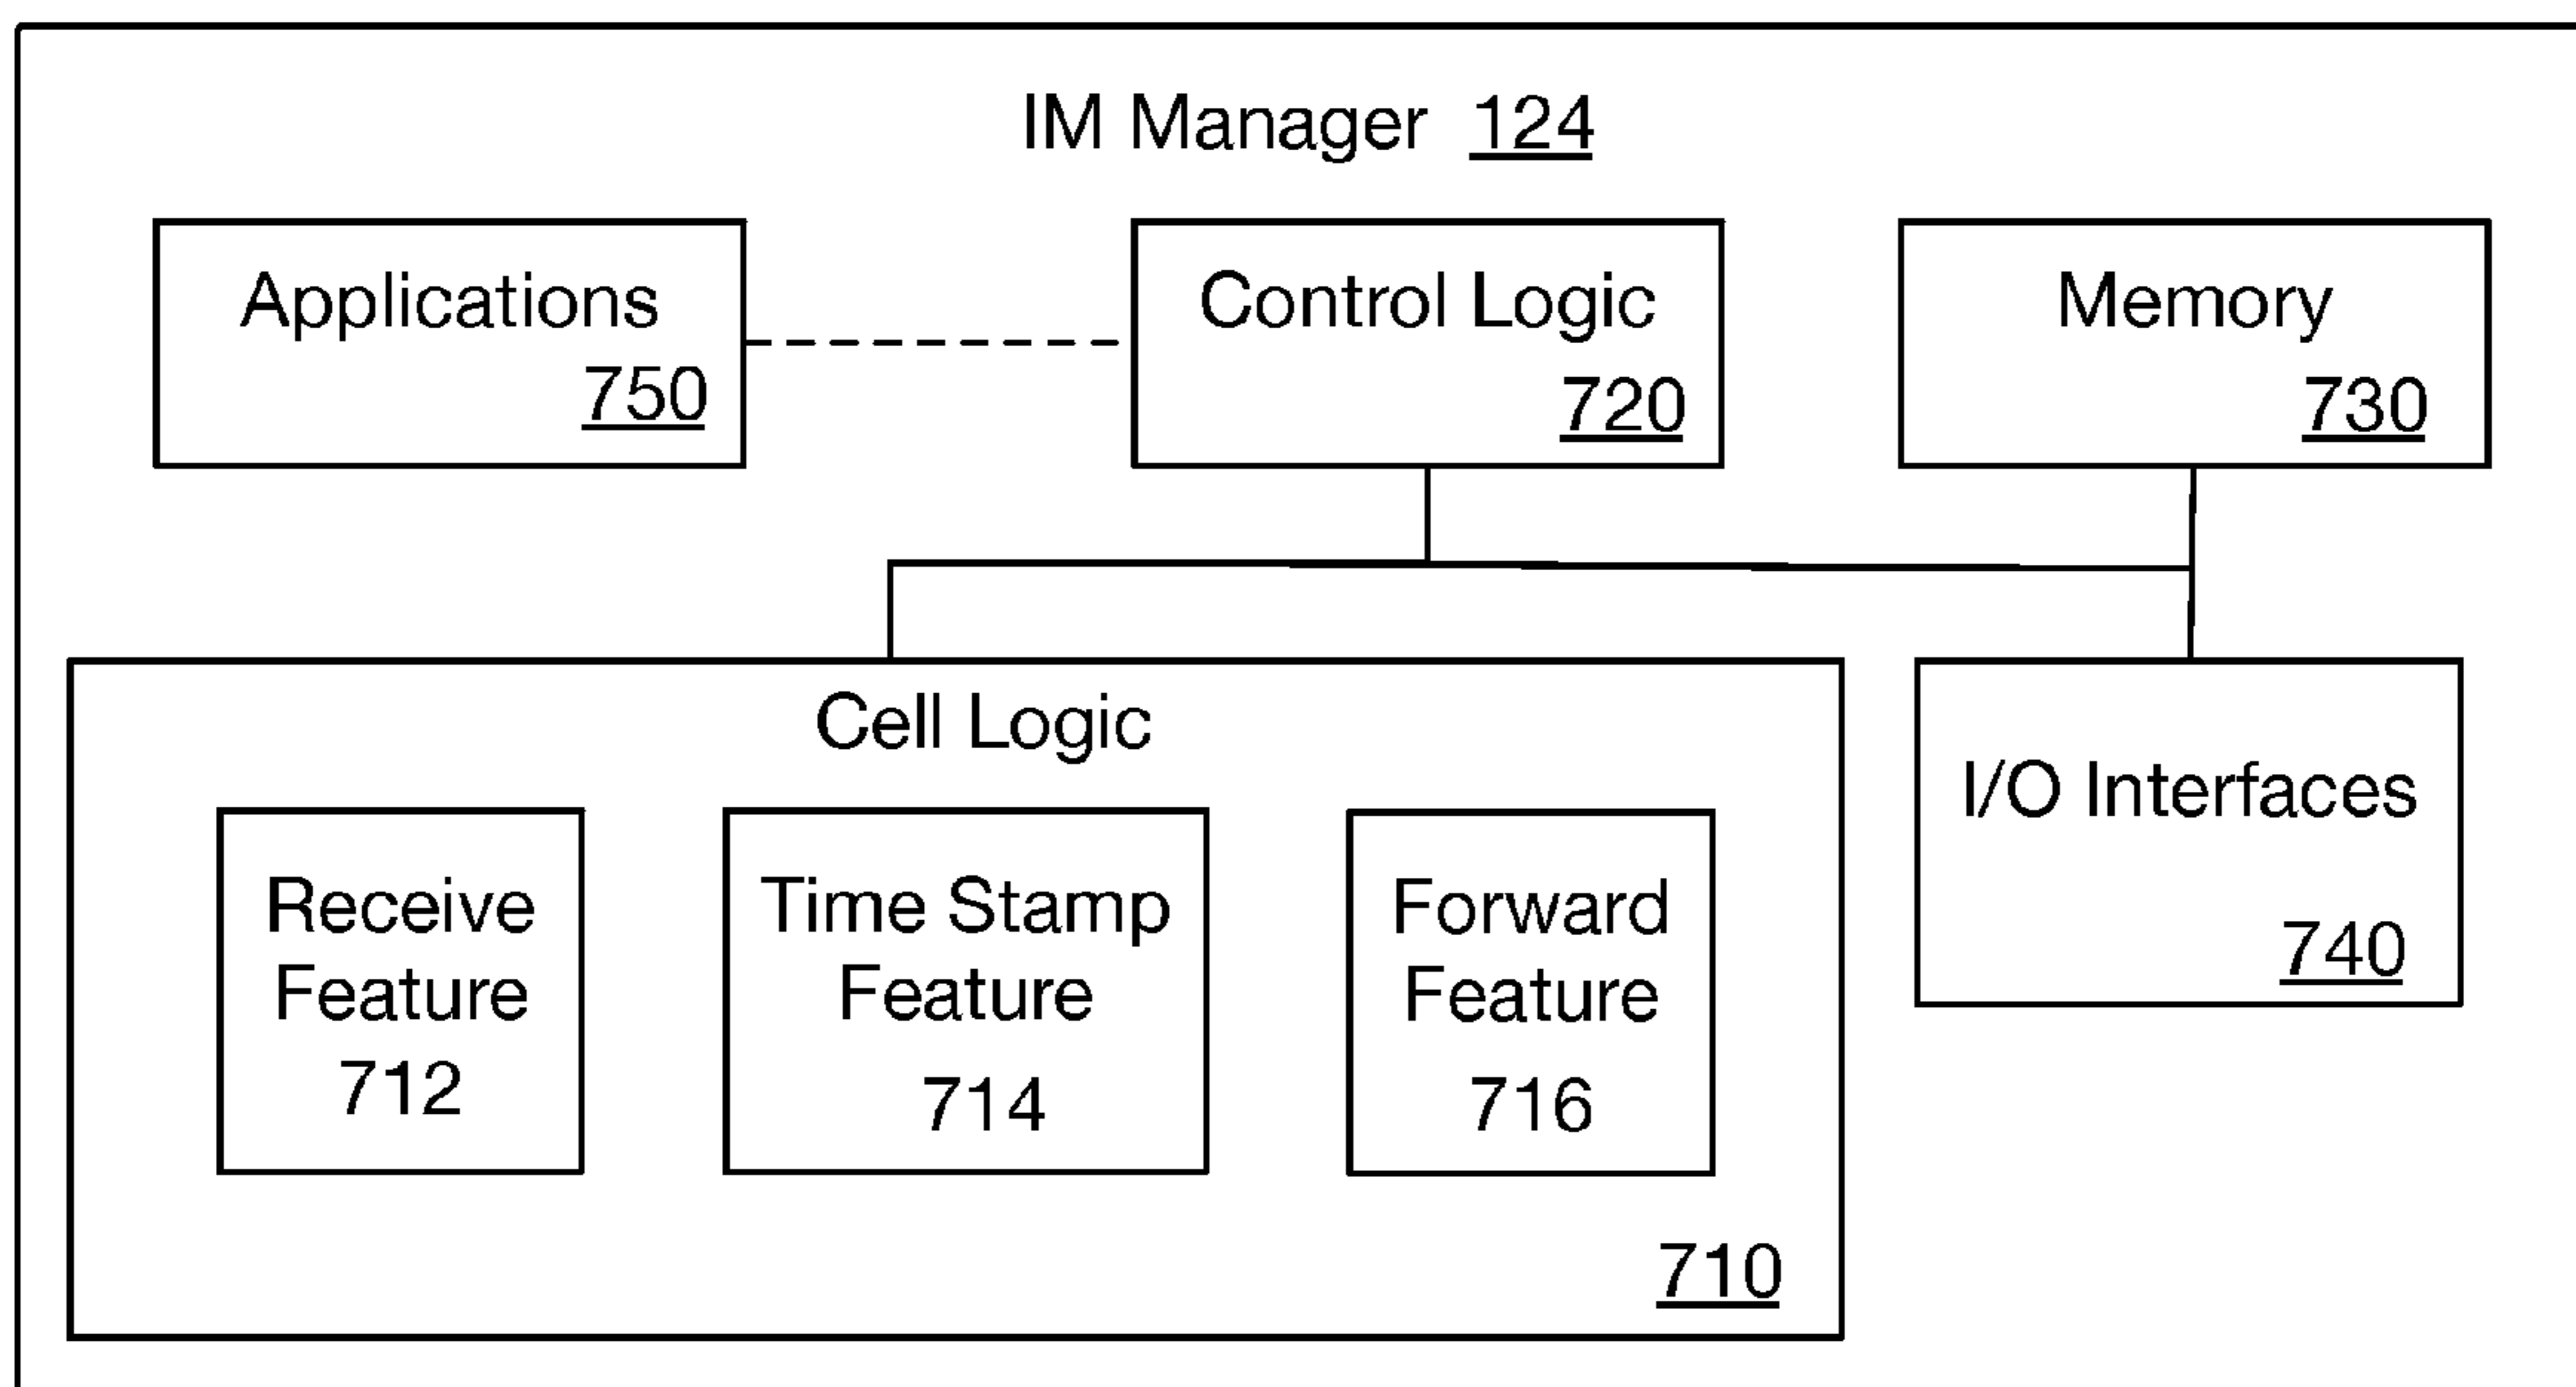 IM Manager 124
Applications
750
Control Logic
720
Memory
730
Cell Logic
Receive
Feature
712
Time Stamp
Feature
714
Forward
Feature
716
710
I/O Interfaces
740